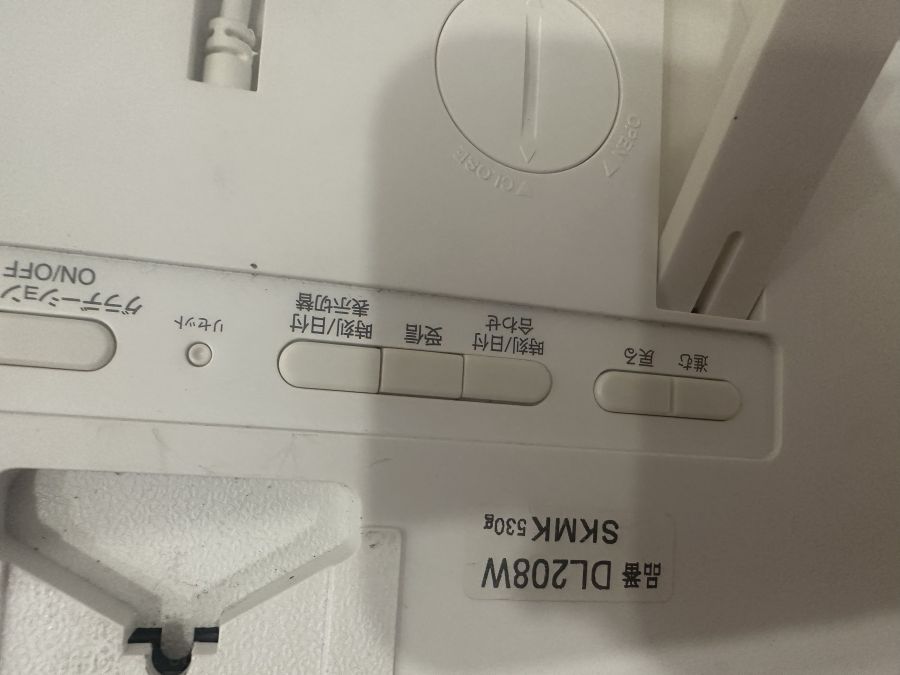 品番 DL208W
SKMK 530g
進む
戻る
時刻/日付
合わせ
受信
時刻/日付
表示切替
リセット
グラデーション
ON/OFF
OPEN